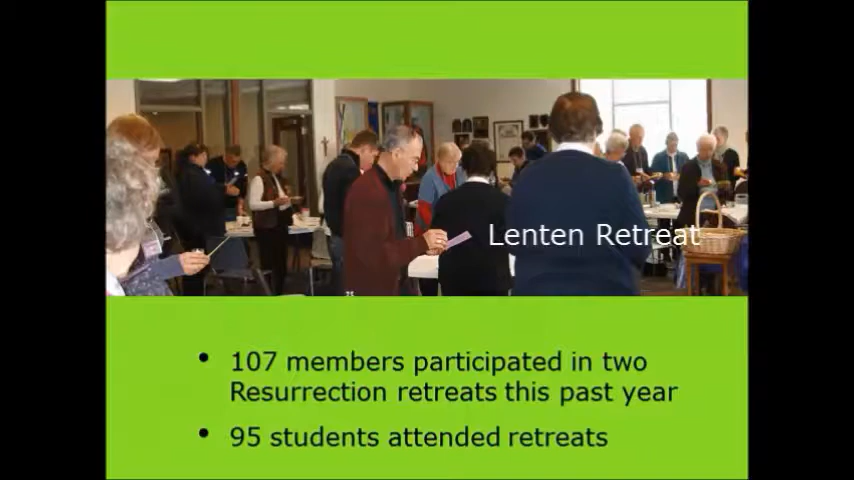 Lenten Retreat
• 107 members participated in two
Resurrection retreats this past year
• 95 students attended retreats